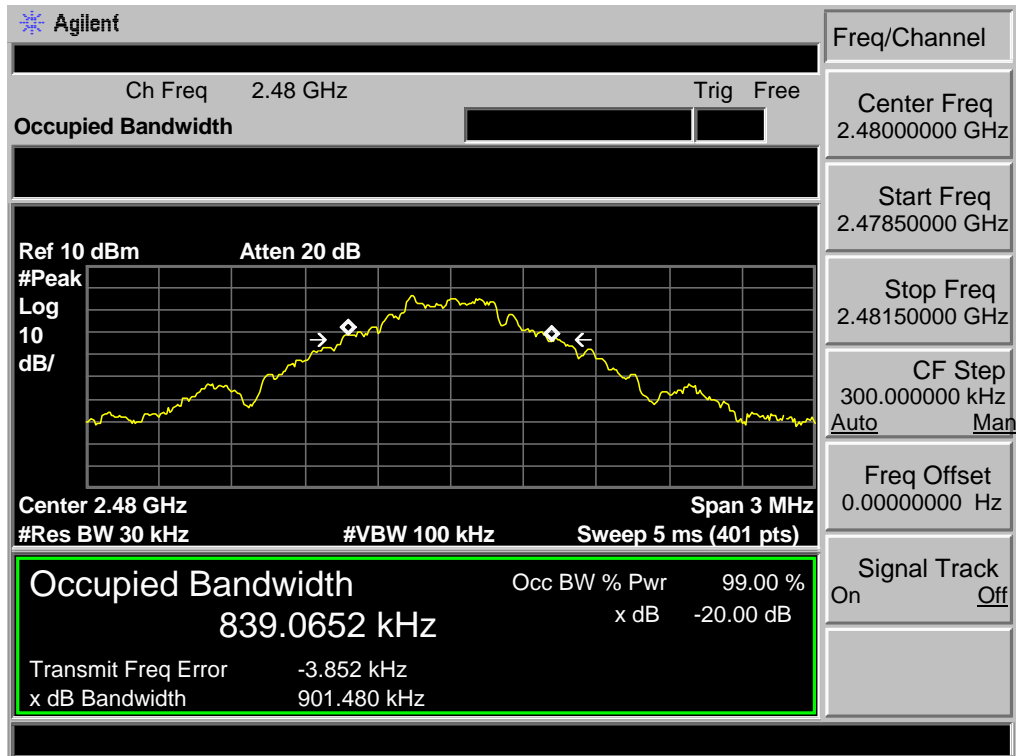 Agilent
Freq/Channel
Ch Freq 2.48 GHz Trig Free
Occupied Bandwidth
Center Freq
2.48000000 GHz
Start Freq
2.47850000 GHz
Stop Freq
2.48150000 GHz
CF Step
300.000000 kHz
Auto Man
Freq Offset
0.00000000 Hz
Signal Track
On Off
Ref 10 dBm Atten 20 dB
#Peak
Log
10
dB/
Center 2.48 GHz Span 3 MHz
#Res BW 30 kHz #VBW 100 kHz Sweep 5 ms (401 pts)
Occupied Bandwidth Occ BW % Pwr 99.00 %
839.0652 kHz x dB -20.00 dB
Transmit Freq Error -3.852 kHz
x dB Bandwidth 901.480 kHz